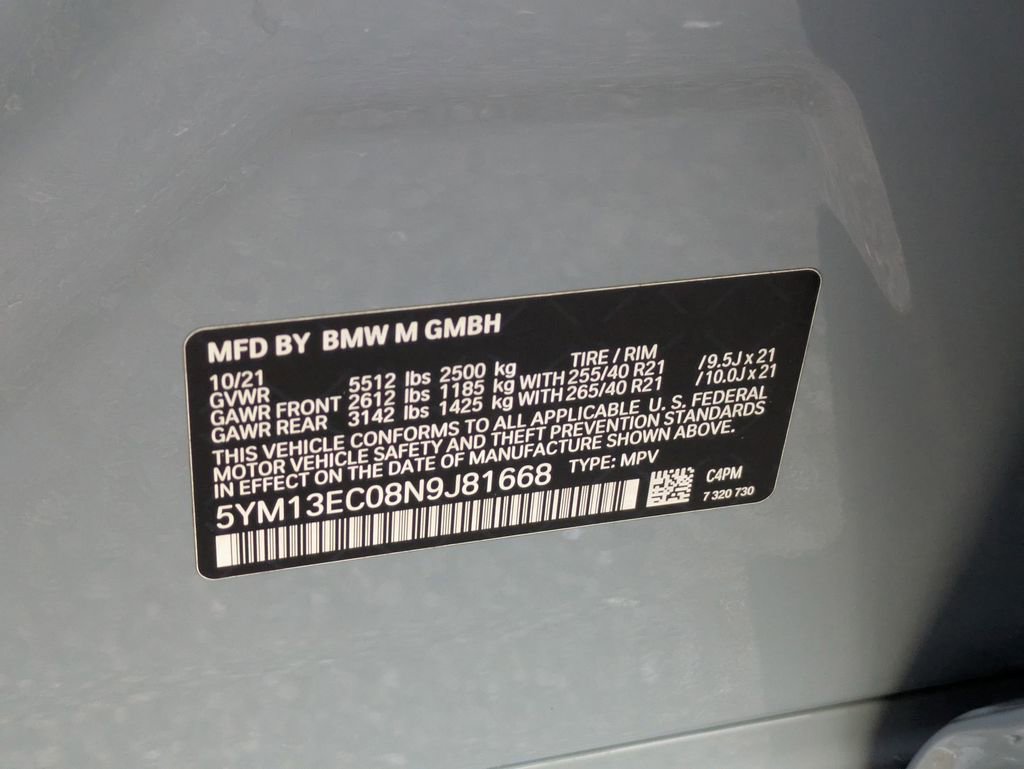 MFD BY BMW M GMBH
10/21 TIRE / RIM
GVWR 5512 lbs 2500 kg
GAWR FRONT 2612 lbs 1185 kg WITH 255/40 R21 /9.5J x 21
GAWR REAR 3142 lbs 1425 kg WITH 265/40 R21 /10.0J x 21
THIS VEHICLE CONFORMS TO ALL APPLICABLE U. S. FEDERAL
MOTOR VEHICLE SAFETY AND THEFT PREVENTION STANDARDS
IN EFFECT ON THE DATE OF MANUFACTURE SHOWN ABOVE.
5YM13EC08N9J81668 TYPE: MPV
C4PM
7 320 730